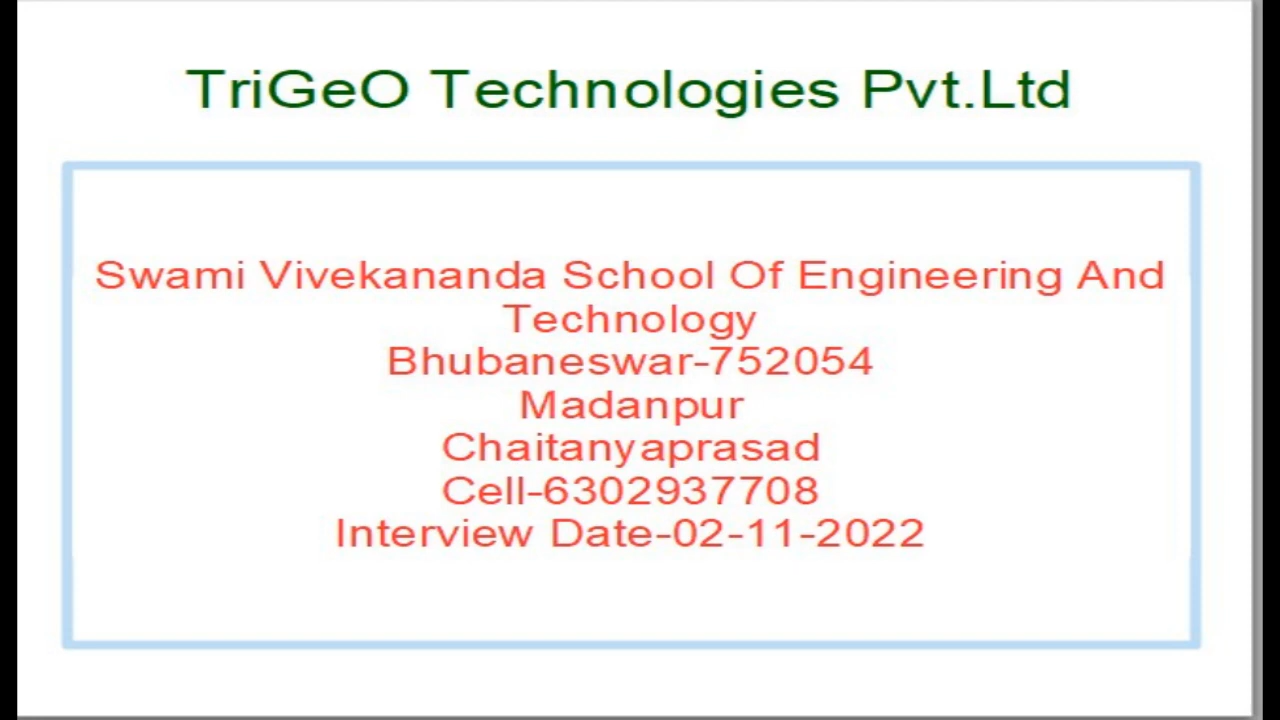 TriGeO Technologies Pvt.Ltd
Swami Vivekananda School Of Engineering And
Technology
Bhubaneswar-752054
Madanpur
Chaitanyaprasad
Cell-6302937708
Interview Date-02-11-2022